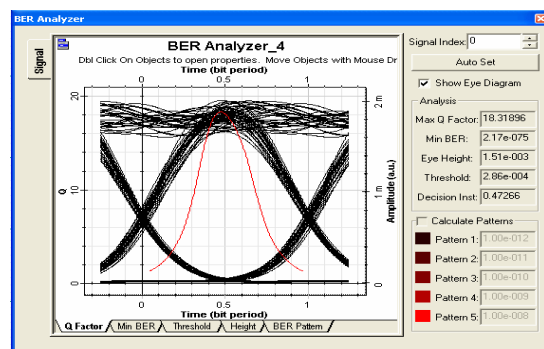 BER Analyzer
Signal
BER Analyzer_4
Dbl Click On Objects to open properties. Move Objects with Mouse Dr
Time (bit period)
0 0.5 1
Q
20
10
0
Amplitude (a.u.)
2 m
1 m
0
0 0.5 1
Time (bit period)
Q Factor Min BER Threshold Height BER Pattern
Signal Index: 0
Auto Set
Show Eye Diagram
Analysis
Max Q Factor: 18.31896
Min BER: 2.17e-075
Eye Height: 1.51e-003
Threshold: 2.86e-004
Decision Inst: 0.47266
Calculate Patterns
Pattern 1: 1.00e-012
Pattern 2: 1.00e-011
Pattern 3: 1.00e-010
Pattern 4: 1.00e-009
Pattern 5: 1.00e-008